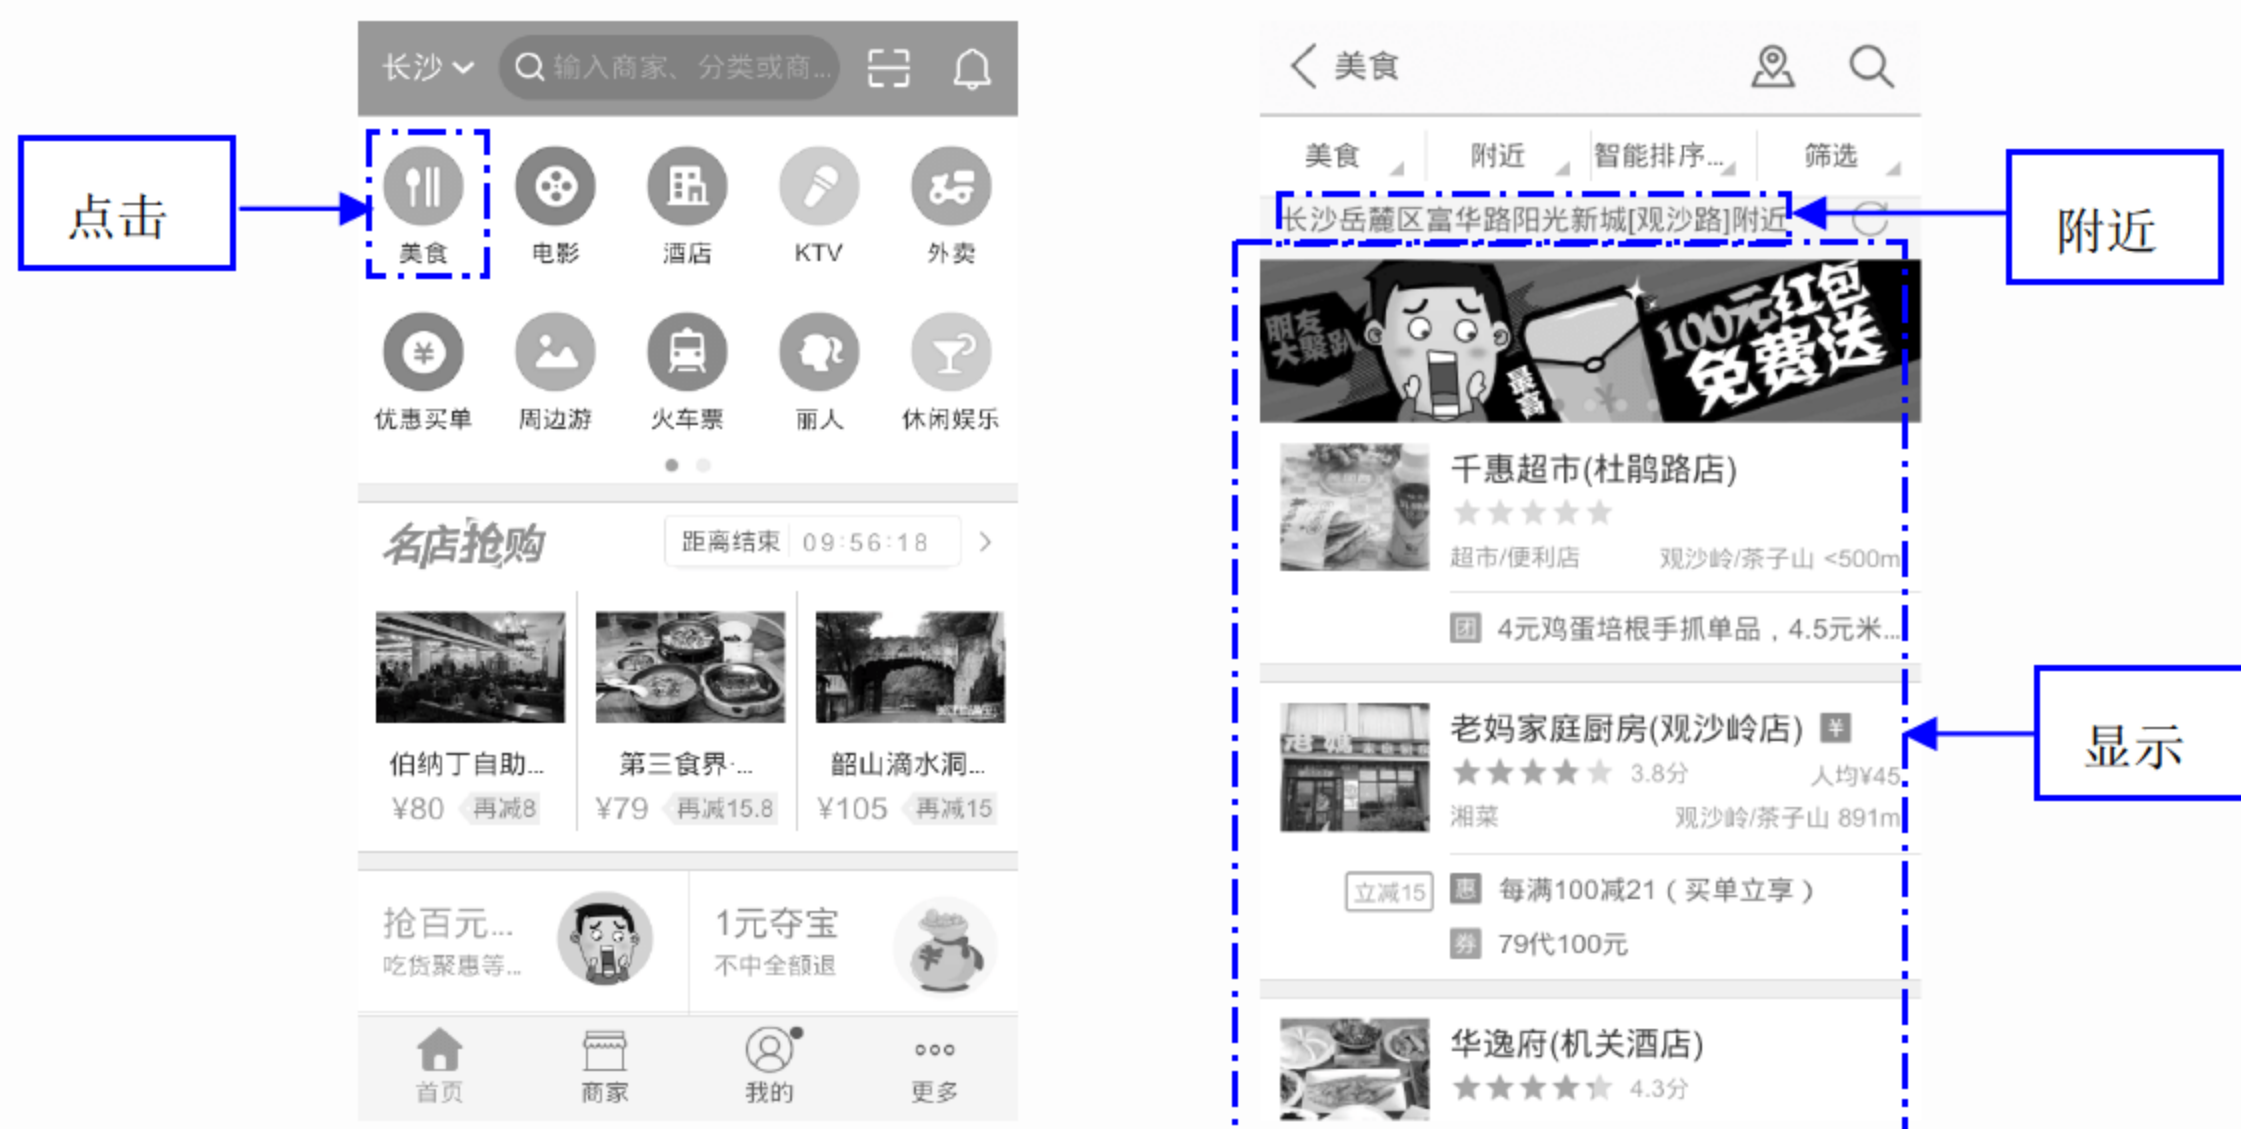 长沙
输入商家、分类或商...
点击
美食
电影
酒店
KTV
外卖
优惠买单
周边游
火车票
丽人
休闲娱乐
名店抢购
距离结束
09:56:18
伯纳丁自助...
第三食界·...
韶山滴水洞...
¥80
再减8
¥79
再减15.8
¥105
再减15
抢百元...
吃货聚惠等...
1元夺宝
不中全额退
首页
商家
我的
更多
美食
美食
附近
智能排序...
筛选
长沙岳麓区富华路阳光新城[观沙路]附近
附近
朋友
大聚趴
最高
100元红包
免费送
千惠超市(杜鹃路店)
超市/便利店
观沙岭/茶子山 <500m
团
4元鸡蛋培根手抓单品，4.5元米...
老妈家庭厨房(观沙岭店)
¥
3.8分
人均¥45
湘菜
观沙岭/茶子山 891m
显示
立减15
惠
每满100减21（买单立享）
券
79代100元
华逸府(机关酒店)
4.3分